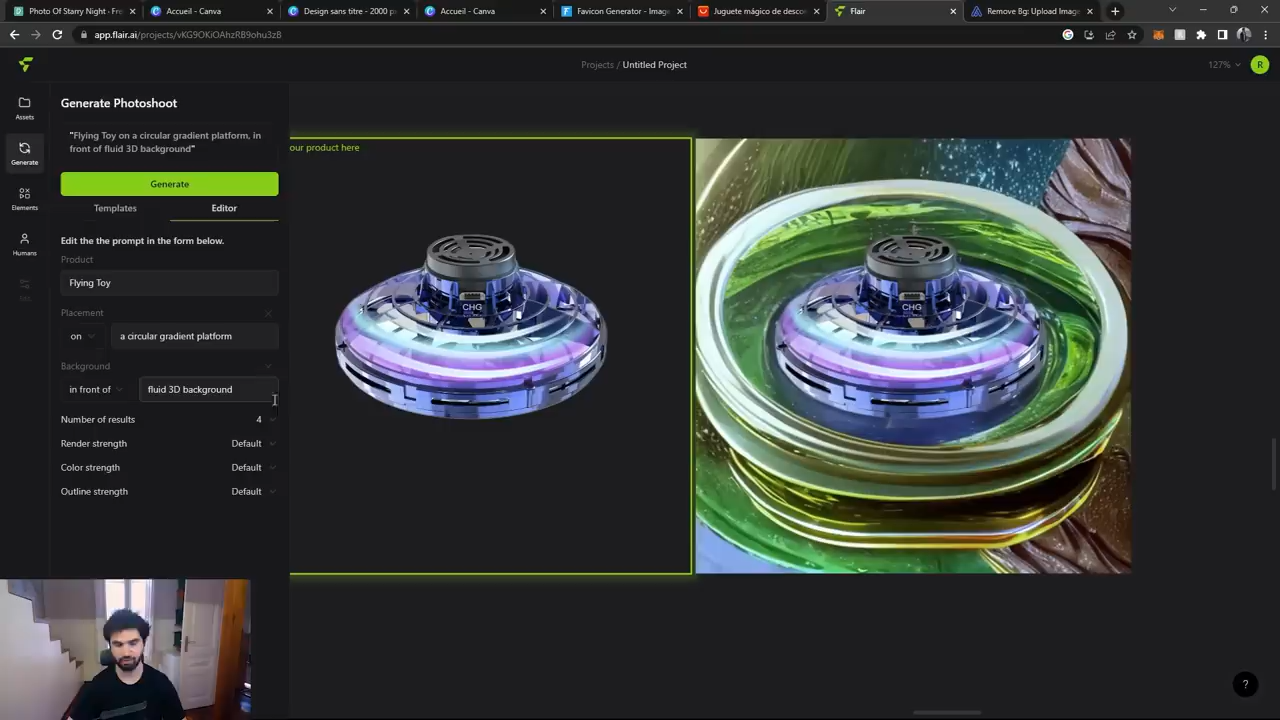 Photo Of Starry Night - Fre
Accueil - Canva
Design sans titre - 2000 p
Accueil - Canva
Favicon Generator - Image
Juguete mágico de desco
Flair
Remove Bg: Upload Image
app.flair.ai/projects/vKG9OKiOAhzRB9ohu3zB
Projects / Untitled Project
127%
R
Assets
Generate
Elements
Humans
Generate Photoshoot
"Flying Toy on a circular gradient platform, in
front of fluid 3D background"
Generate
Templates
Editor
Edit the the prompt in the form below.
Product
Flying Toy
Placement
on
a circular gradient platform
Background
in front of
fluid 3D background
Number of results
4
Render strength
Default
Color strength
Default
Outline strength
Default
our product here
CHG
CHG
?